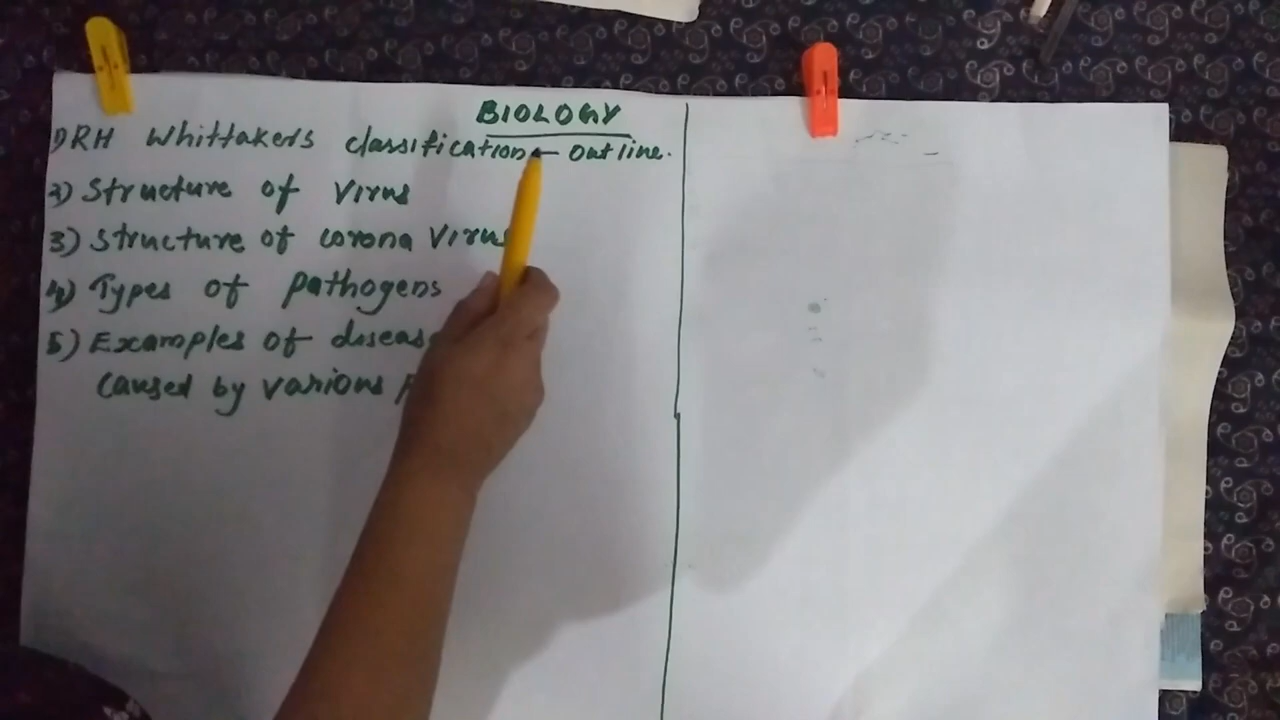 BIOLOGY
1) RH Whittakers classification — Outline.
2) Structure of Virus
3) Structure of corona Virus
4) Types of Pathogens
5) Examples of
caused by various